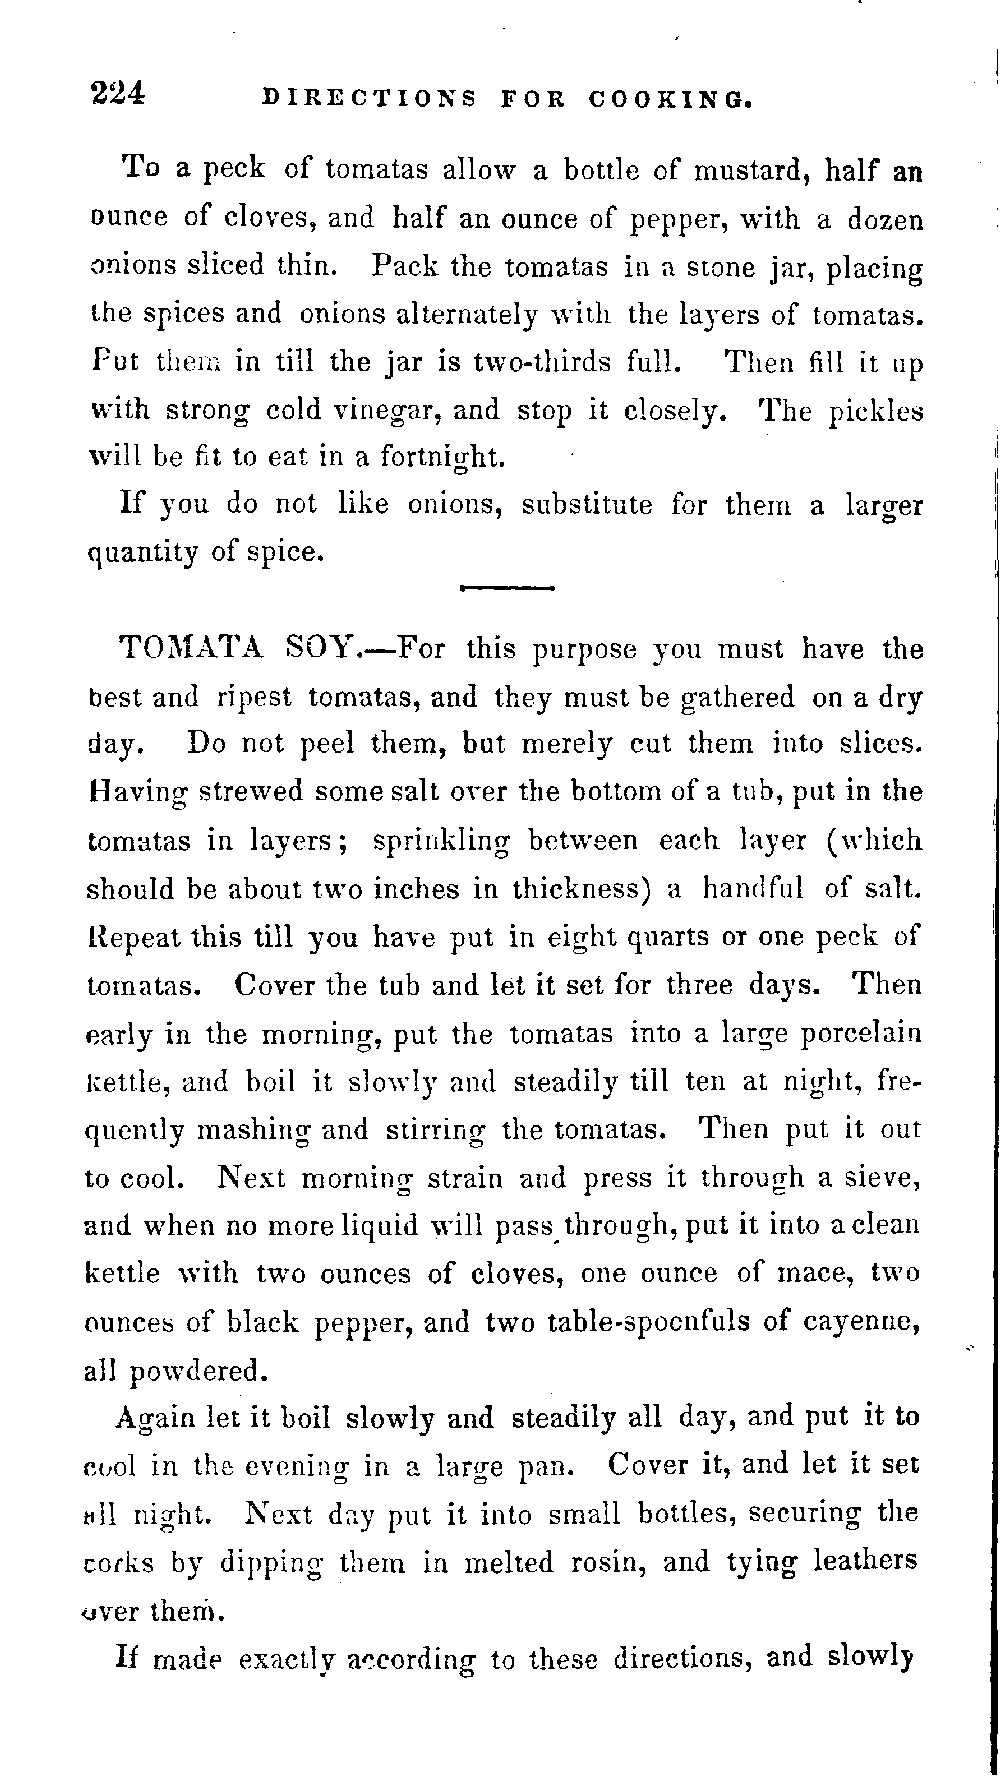 224 DIRECTIONS FOR COOKING.
To a peck of tomatas allow a bottle of mustard, half an
ounce of cloves, and half an ounce of pepper, with a dozen
onions sliced thin. Pack the tomatas in a stone jar, placing
the spices and onions alternately with the layers of tomatas.
Put them in till the jar is two-thirds full. Then fill it up
with strong cold vinegar, and stop it closely. The pickles
will be fit to eat in a fortnight.
If you do not like onions, substitute for them a larger
quantity of spice.
TOMATA SOY.—For this purpose you must have the
best and ripest tomatas, and they must be gathered on a dry
day. Do not peel them, but merely cut them into slices.
Having strewed some salt over the bottom of a tub, put in the
tomatas in layers; sprinkling between each layer (which
should be about two inches in thickness) a handful of salt.
Repeat this till you have put in eight quarts or one peck of
tomatas. Cover the tub and let it set for three days. Then
early in the morning, put the tomatas into a large porcelain
kettle, and boil it slowly and steadily till ten at night, fre-
quently mashing and stirring the tomatas. Then put it out
to cool. Next morning strain and press it through a sieve,
and when no more liquid will pass through, put it into a clean
kettle with two ounces of cloves, one ounce of mace, two
ounces of black pepper, and two table-spoonfuls of cayenne,
all powdered.
Again let it boil slowly and steadily all day, and put it to
cool in the evening in a large pan. Cover it, and let it set
all night. Next day put it into small bottles, securing the
corks by dipping them in melted rosin, and tying leathers
over them.
If made exactly according to these directions, and slowly